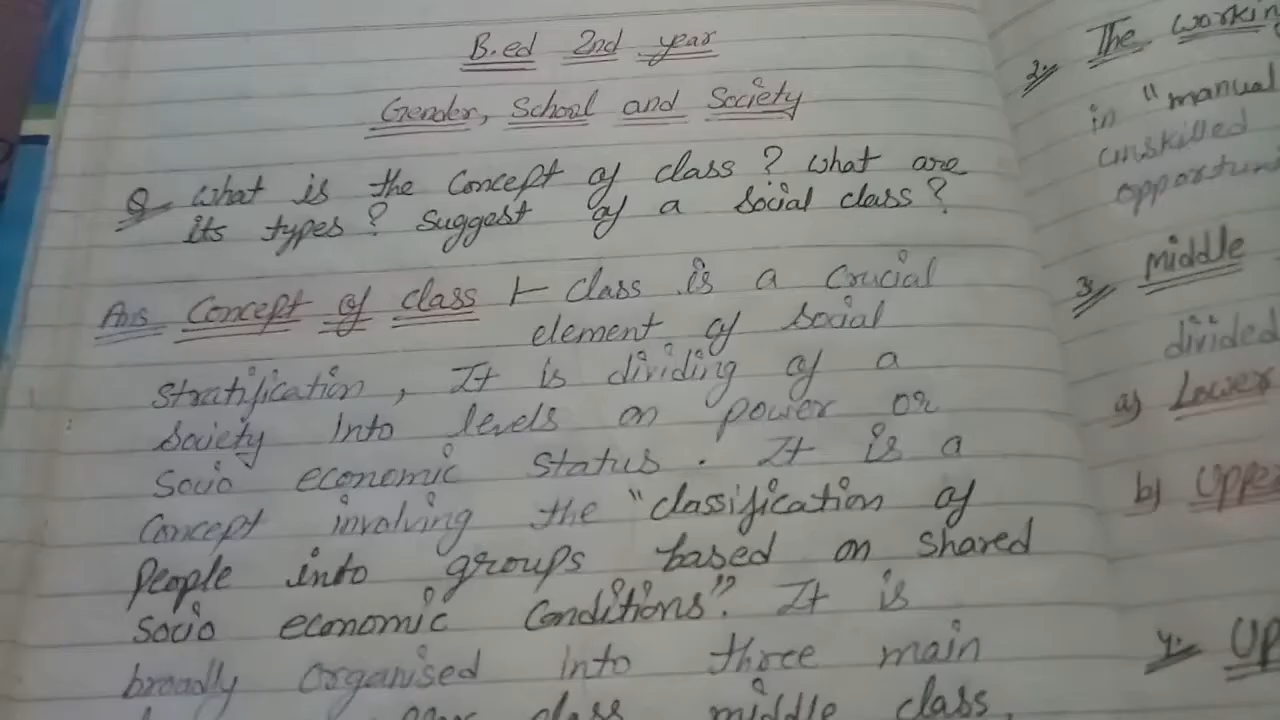 B.ed 2nd year
Gender, School and Society
Q What is the Concept of class ? What are
its types ? Suggest of a social class ?
Ans Concept of class :- Class is a Crucial
element of social
stratification, It is dividing of a
society into levels on power or
socio economic status. It is a
Concept involving the "classification of
People into groups based on shared
socio economic Conditions". It is
broadly organised into three main
class middle class,
2. The
in "manual
unskilled
3. Middle
divided
a) Lower
b)
4.